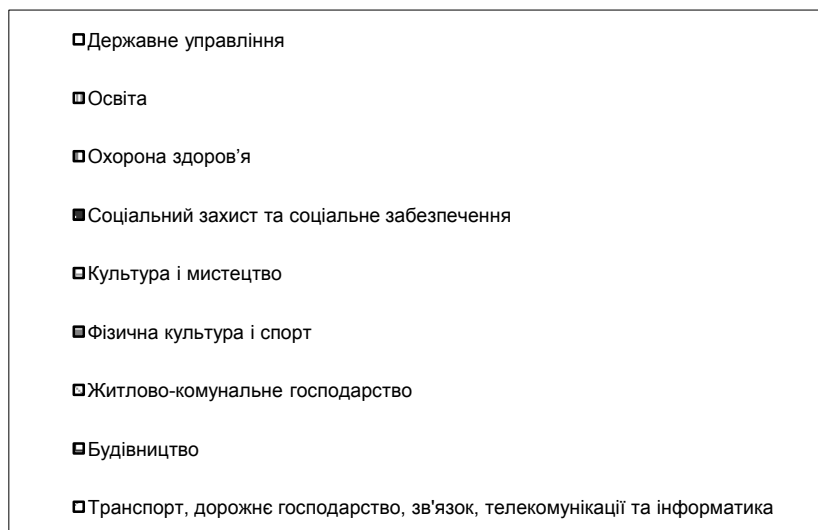 Державне управління
Освіта
Охорона здоров’я
Соціальний захист та соціальне забезпечення
Культура і мистецтво
Фізична культура і спорт
Житлово-комунальне господарство
Будівництво
Транспорт, дорожнє господарство, зв'язок, телекомунікації та інформатика